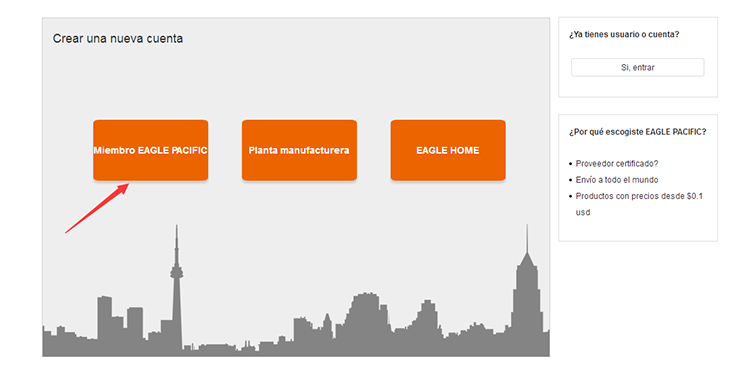 Crear una nueva cuenta
Miembro EAGLE PACIFIC
Planta manufacturera
EAGLE HOME
¿Ya tienes usuario o cuenta?
Si, entrar
¿Por qué escogiste EAGLE PACIFIC?
Proveedor certificado?
Envío a todo el mundo
Productos con precios desde $0.1
usd